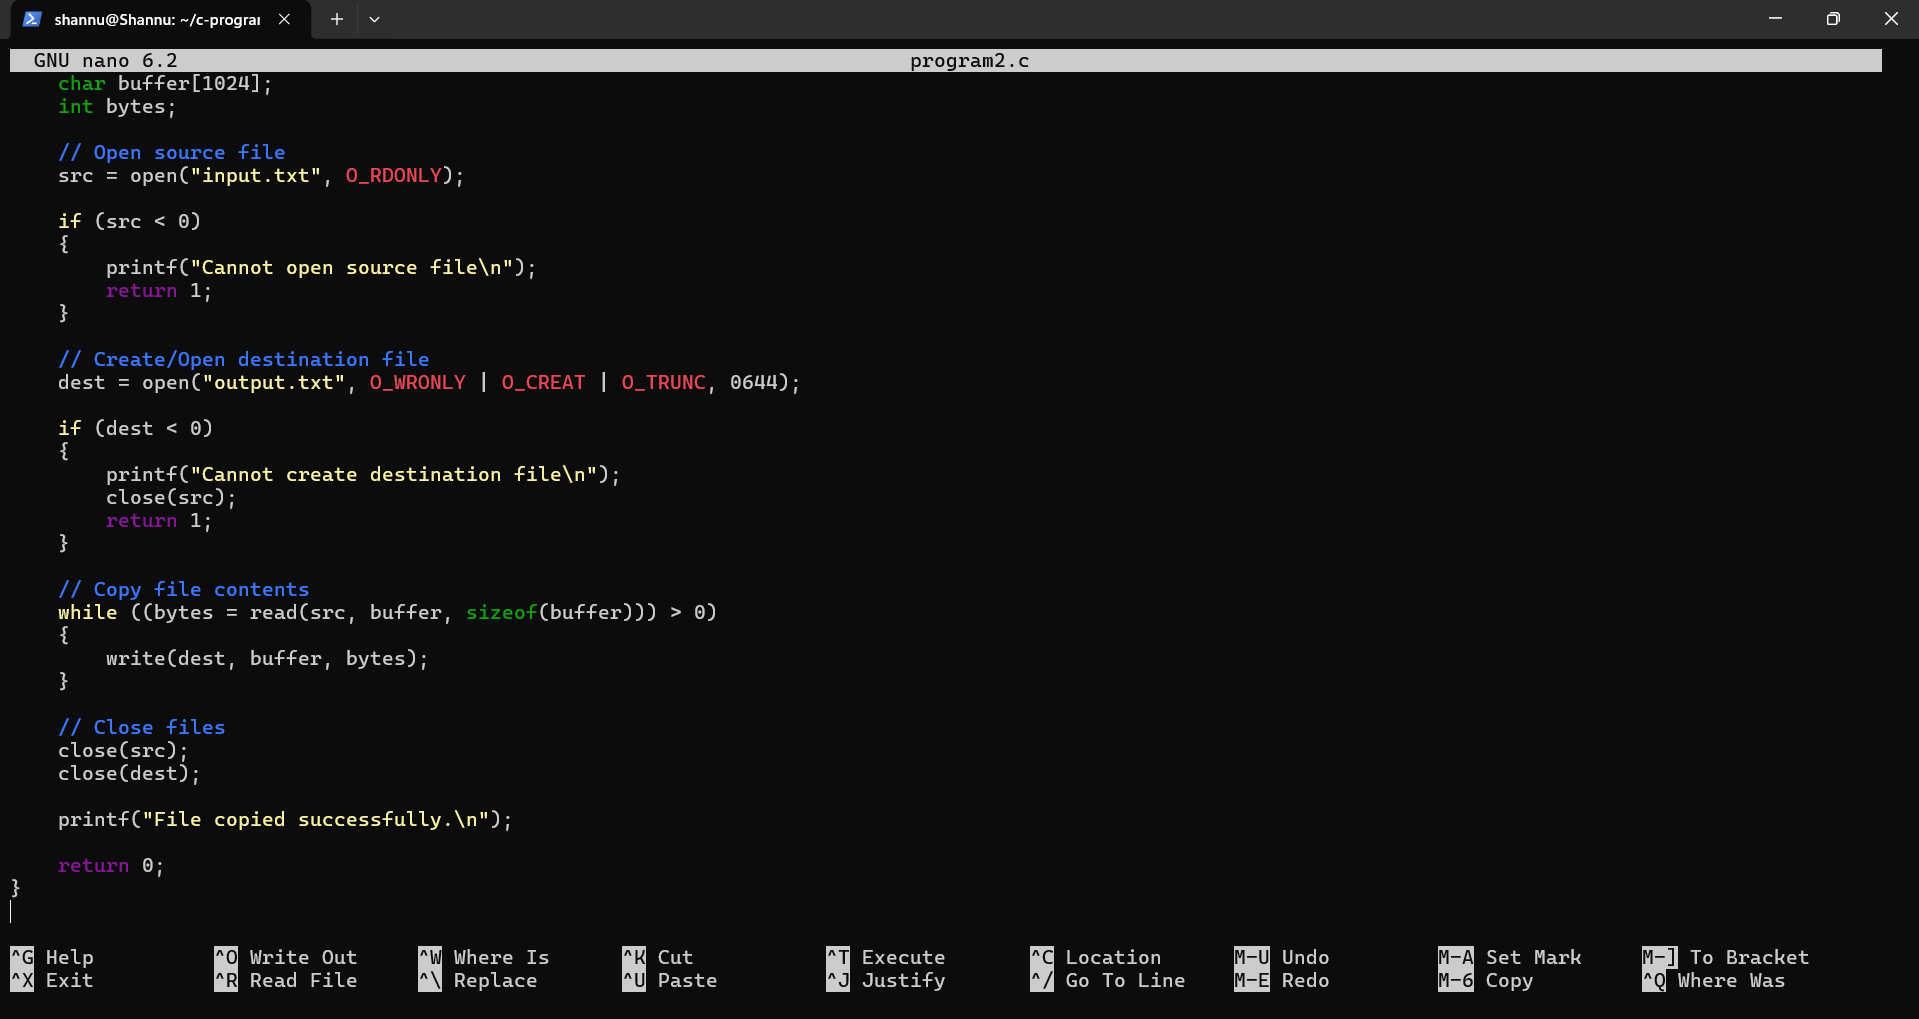 shannu@Shannu: ~/c-prograr
GNU nano 6.2 program2.c
    char buffer[1024];
    int bytes;
    // Open source file
    src = open("input.txt", O_RDONLY);
    if (src < 0)
    {
        printf("Cannot open source file\n");
        return 1;
    }
    // Create/Open destination file
    dest = open("output.txt", O_WRONLY | O_CREAT | O_TRUNC, 0644);
    if (dest < 0)
    {
        printf("Cannot create destination file\n");
        close(src);
        return 1;
    }
    // Copy file contents
    while ((bytes = read(src, buffer, sizeof(buffer))) > 0)
    {
        write(dest, buffer, bytes);
    }
    // Close files
    close(src);
    close(dest);
    printf("File copied successfully.\n");
    return 0;
}
^G Help ^O Write Out ^W Where Is ^K Cut ^T Execute ^C Location M-U Undo M-A Set Mark M-] To Bracket
^X Exit ^R Read File ^\ Replace ^U Paste ^J Justify ^/ Go To Line M-E Redo M-6 Copy ^Q Where Was